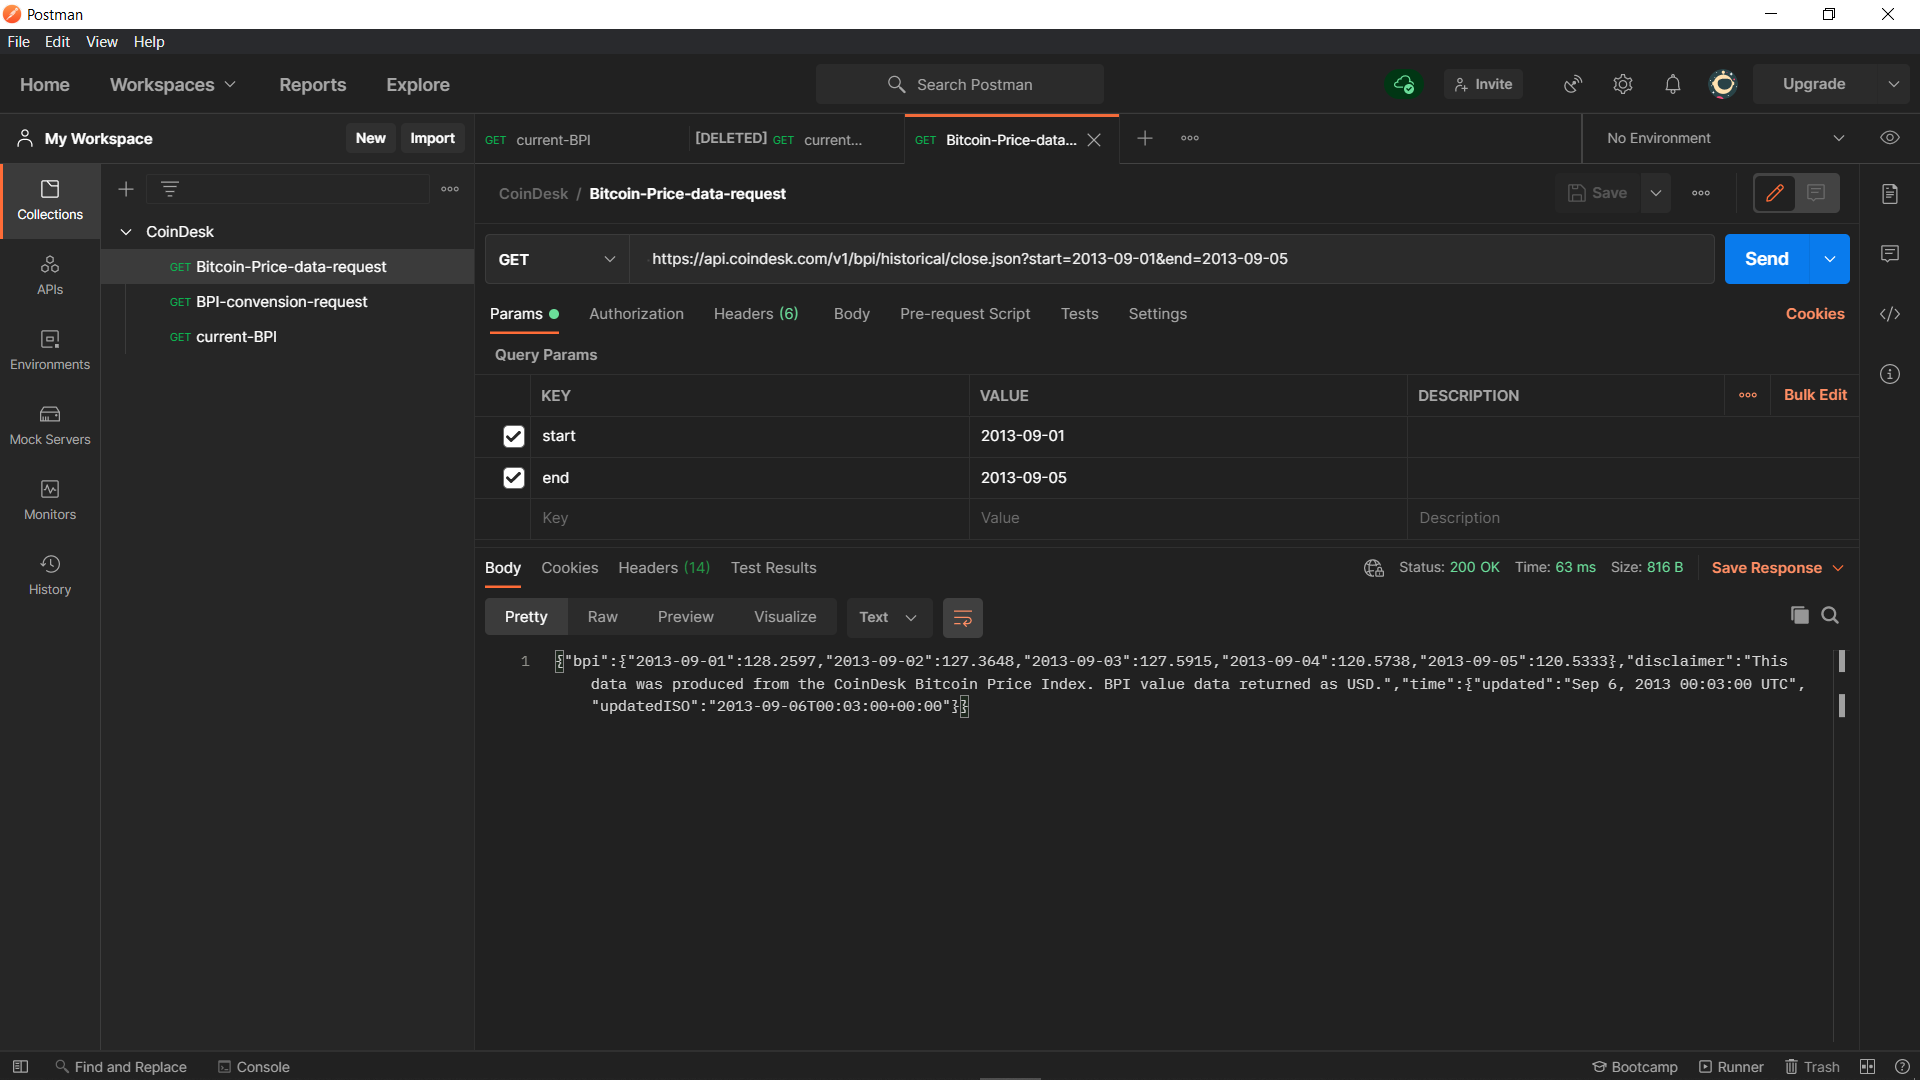 Postman
File Edit View Help
Home Workspaces Reports Explore Search Postman Invite Upgrade
My Workspace New Import GET current-BPI [DELETED] GET current... GET Bitcoin-Price-data... No Environment
Collections
APIs
Environments
Mock Servers
Monitors
History
CoinDesk
GET Bitcoin-Price-data-request
GET BPI-convension-request
GET current-BPI
CoinDesk / Bitcoin-Price-data-request Save
GET https://api.coindesk.com/v1/bpi/historical/close.json?start=2013-09-01&end=2013-09-05 Send
Params Authorization Headers (6) Body Pre-request Script Tests Settings Cookies
Query Params
KEY VALUE DESCRIPTION Bulk Edit
start 2013-09-01
end 2013-09-05
Key Value Description
Body Cookies Headers (14) Test Results Status: 200 OK Time: 63 ms Size: 816 B Save Response
Pretty Raw Preview Visualize Text
1 {"bpi":{"2013-09-01":128.2597,"2013-09-02":127.3648,"2013-09-03":127.5915,"2013-09-04":120.5738,"2013-09-05":120.5333},"disclaimer":"This
data was produced from the CoinDesk Bitcoin Price Index. BPI value data returned as USD.","time":{"updated":"Sep 6, 2013 00:03:00 UTC",
"updatedISO":"2013-09-06T00:03:00+00:00"}}
Find and Replace Console Bootcamp Runner Trash